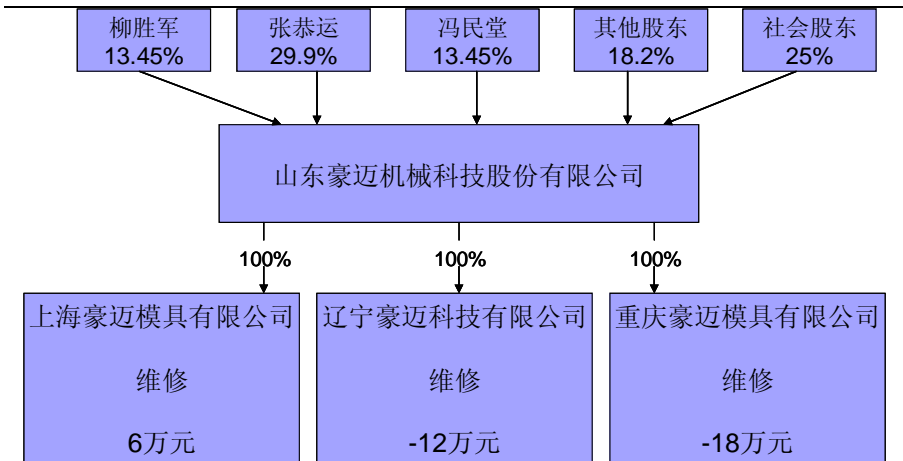 柳胜军
13.45%
张恭运
29.9%
冯民堂
13.45%
其他股东
18.2%
社会股东
25%
山东豪迈机械科技股份有限公司
100%
100%
100%
上海豪迈模具有限公司
维修
6万元
辽宁豪迈科技有限公司
维修
-12万元
重庆豪迈模具有限公司
维修
-18万元